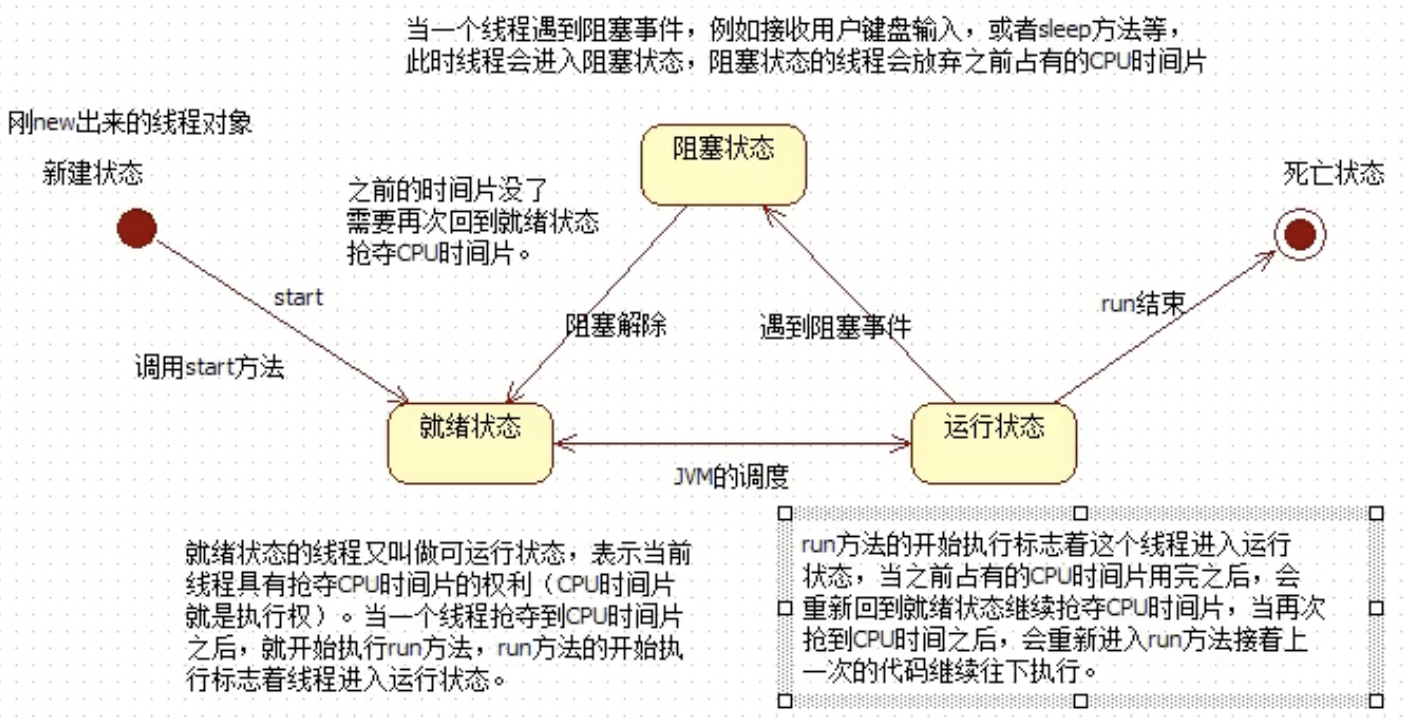 当一个线程遇到阻塞事件，例如接收用户键盘输入，或者sleep方法等，
此时线程会进入阻塞状态，阻塞状态的线程会放弃之前占有的CPU时间片
刚new出来的线程对象
新建状态
阻塞状态
死亡状态
之前的时间片没了
需要再次回到就绪状态
抢夺CPU时间片。
start
阻塞解除
遇到阻塞事件
run结束
调用start方法
就绪状态
运行状态
JVM的调度
就绪状态的线程又叫做可运行状态，表示当前
线程具有抢夺CPU时间片的权利（CPU时间片
就是执行权）。当一个线程抢夺到CPU时间片
之后，就开始执行run方法，run方法的开始执
行标志着线程进入运行状态。
run方法的开始执行标志着这个线程进入运行
状态，当之前占有的CPU时间片用完之后，会
重新回到就绪状态继续抢夺CPU时间片，当再次
抢到CPU时间之后，会重新进入run方法接着上
一次的代码继续往下执行。